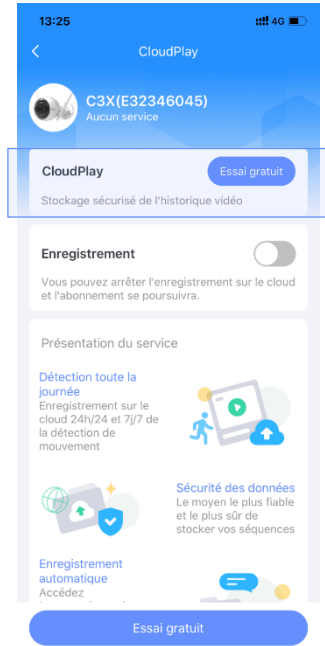 13:25
4G
CloudPlay
C3X(E32346045)
Aucun service
CloudPlay
Essai gratuit
Stockage sécurisé de l'historique vidéo
Enregistrement
Vous pouvez arrêter l'enregistrement sur le cloud
et l'abonnement se poursuivra.
Présentation du service
Détection toute la
journée
Enregistrement sur le
cloud 24h/24 et 7j/7 de
la détection de
mouvement
Sécurité des données
Le moyen le plus fiable
et le plus sûr de
stocker vos séquences
Enregistrement
automatique
Accédez
Essai gratuit